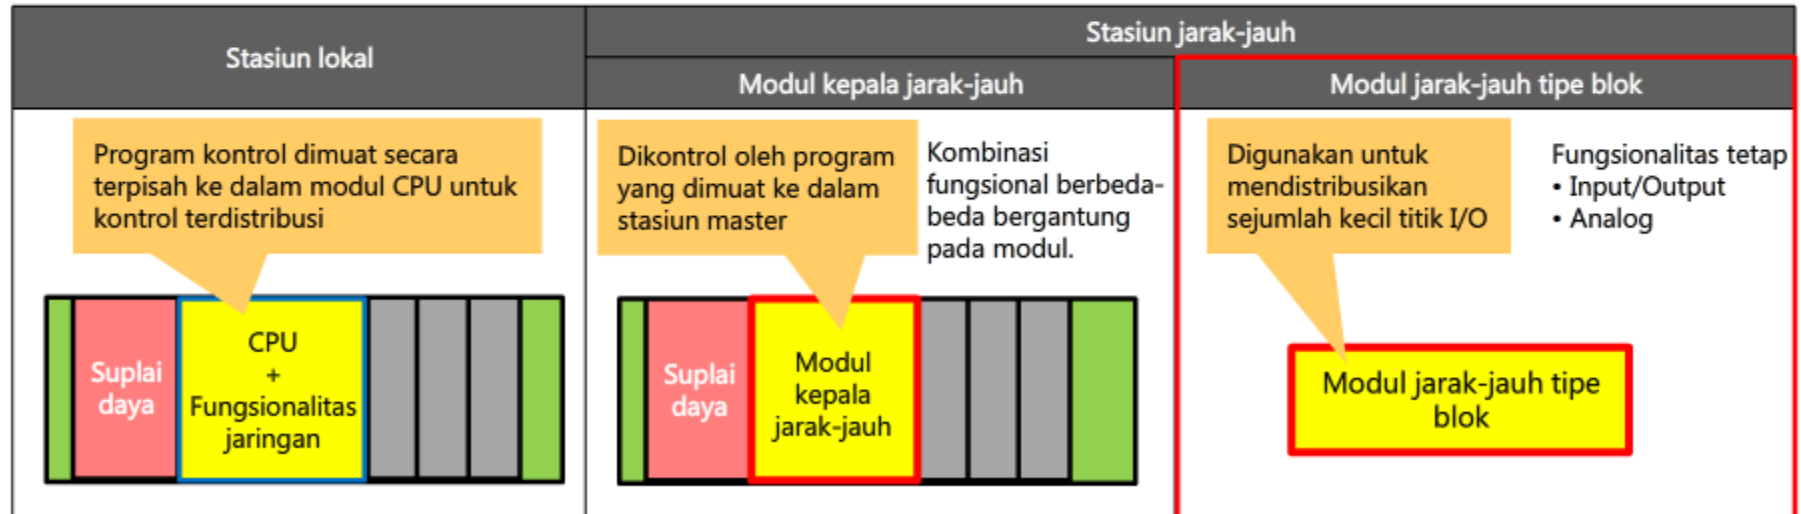 Stasiun lokal
Stasiun jarak-jauh
Modul kepala jarak-jauh
Modul jarak-jauh tipe blok
Program kontrol dimuat secara
terpisah ke dalam modul CPU untuk
kontrol terdistribusi
Suplai
daya
CPU
+
Fungsionalitas
jaringan
Dikontrol oleh program
yang dimuat ke dalam
stasiun master
Kombinasi
fungsional berbeda-
beda bergantung
pada modul.
Suplai
daya
Modul
kepala
jarak-jauh
Digunakan untuk
mendistribusikan
sejumlah kecil titik I/O
Fungsionalitas tetap
• Input/Output
• Analog
Modul jarak-jauh tipe
blok